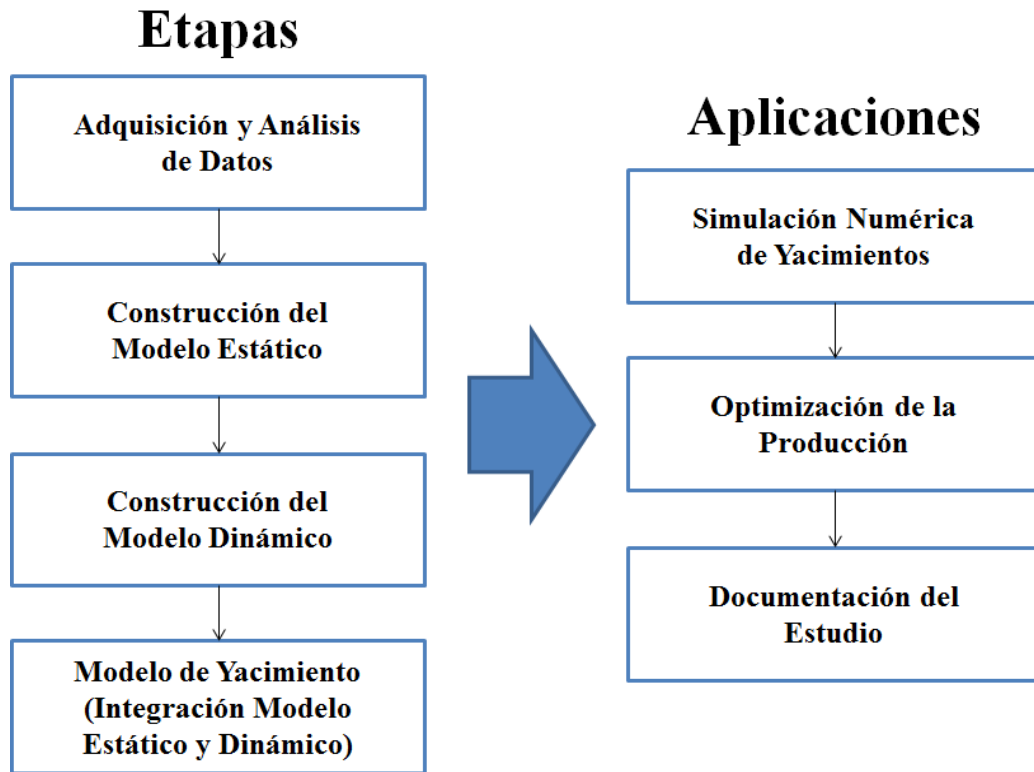 Etapas
Adquisición y Análisis
de Datos
Construcción del
Modelo Estático
Construcción del
Modelo Dinámico
Modelo de Yacimiento
(Integración Modelo
Estático y Dinámico)
Aplicaciones
Simulación Numérica
de Yacimientos
Optimización de la
Producción
Documentación del
Estudio